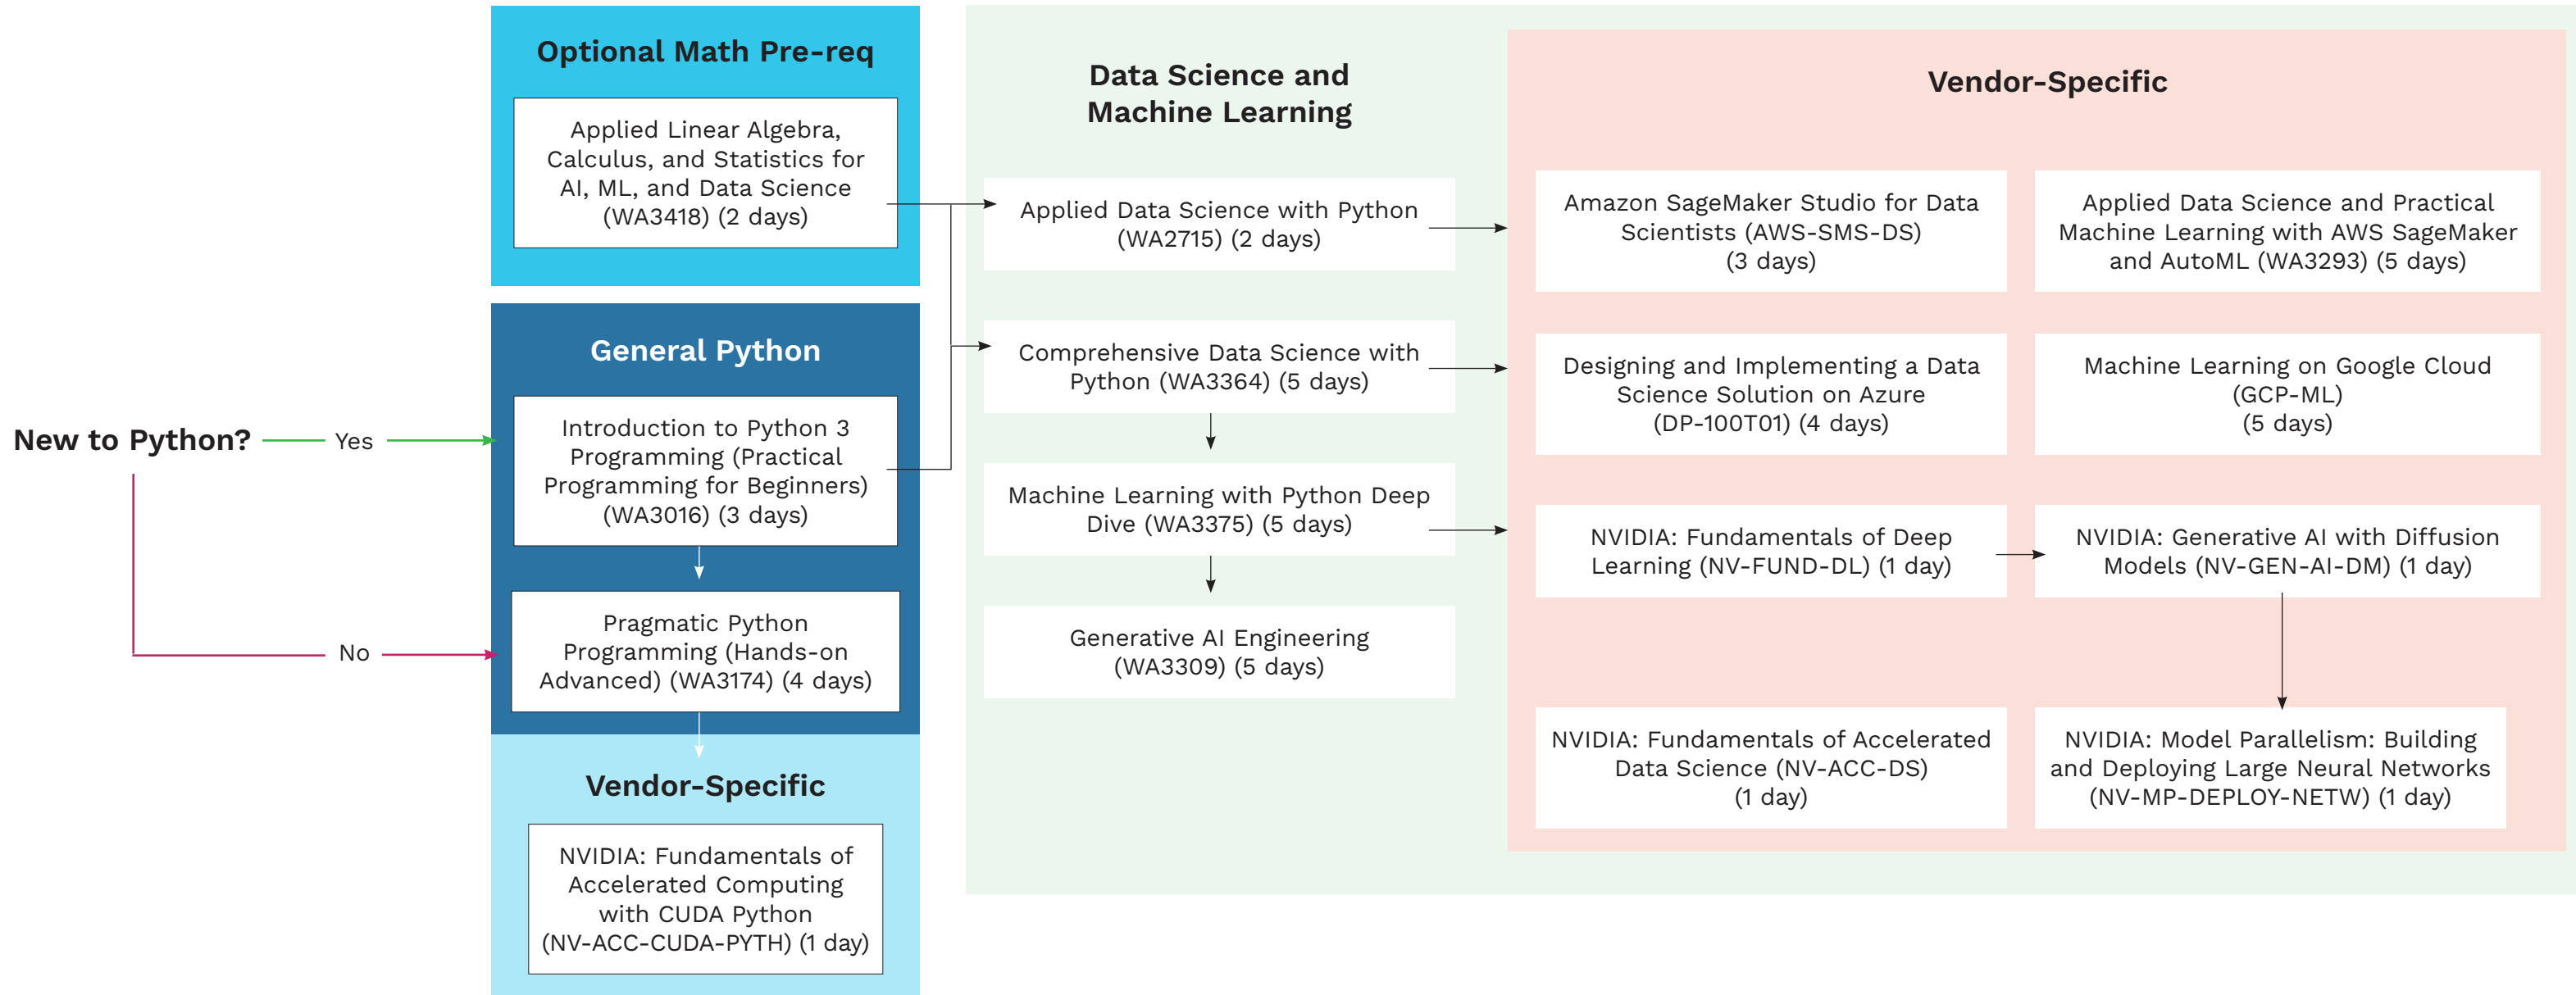 New to Python?
Yes
No
Optional Math Pre-req
Applied Linear Algebra,
Calculus, and Statistics for
AI, ML, and Data Science
(WA3418) (2 days)
General Python
Introduction to Python 3
Programming (Practical
Programming for Beginners)
(WA3016) (3 days)
Pragmatic Python
Programming (Hands-on
Advanced) (WA3174) (4 days)
Vendor-Specific
NVIDIA: Fundamentals of
Accelerated Computing
with CUDA Python
(NV-ACC-CUDA-PYTH) (1 day)
Data Science and
Machine Learning
Applied Data Science with Python
(WA2715) (2 days)
Comprehensive Data Science with
Python (WA3364) (5 days)
Machine Learning with Python Deep
Dive (WA3375) (5 days)
Generative AI Engineering
(WA3309) (5 days)
Vendor-Specific
Amazon SageMaker Studio for Data
Scientists (AWS-SMS-DS)
(3 days)
Applied Data Science and Practical
Machine Learning with AWS SageMaker
and AutoML (WA3293) (5 days)
Designing and Implementing a Data
Science Solution on Azure
(DP-100T01) (4 days)
Machine Learning on Google Cloud
(GCP-ML)
(5 days)
NVIDIA: Fundamentals of Deep
Learning (NV-FUND-DL) (1 day)
NVIDIA: Generative AI with Diffusion
Models (NV-GEN-AI-DM) (1 day)
NVIDIA: Fundamentals of Accelerated
Data Science (NV-ACC-DS)
(1 day)
NVIDIA: Model Parallelism: Building
and Deploying Large Neural Networks
(NV-MP-DEPLOY-NETW) (1 day)